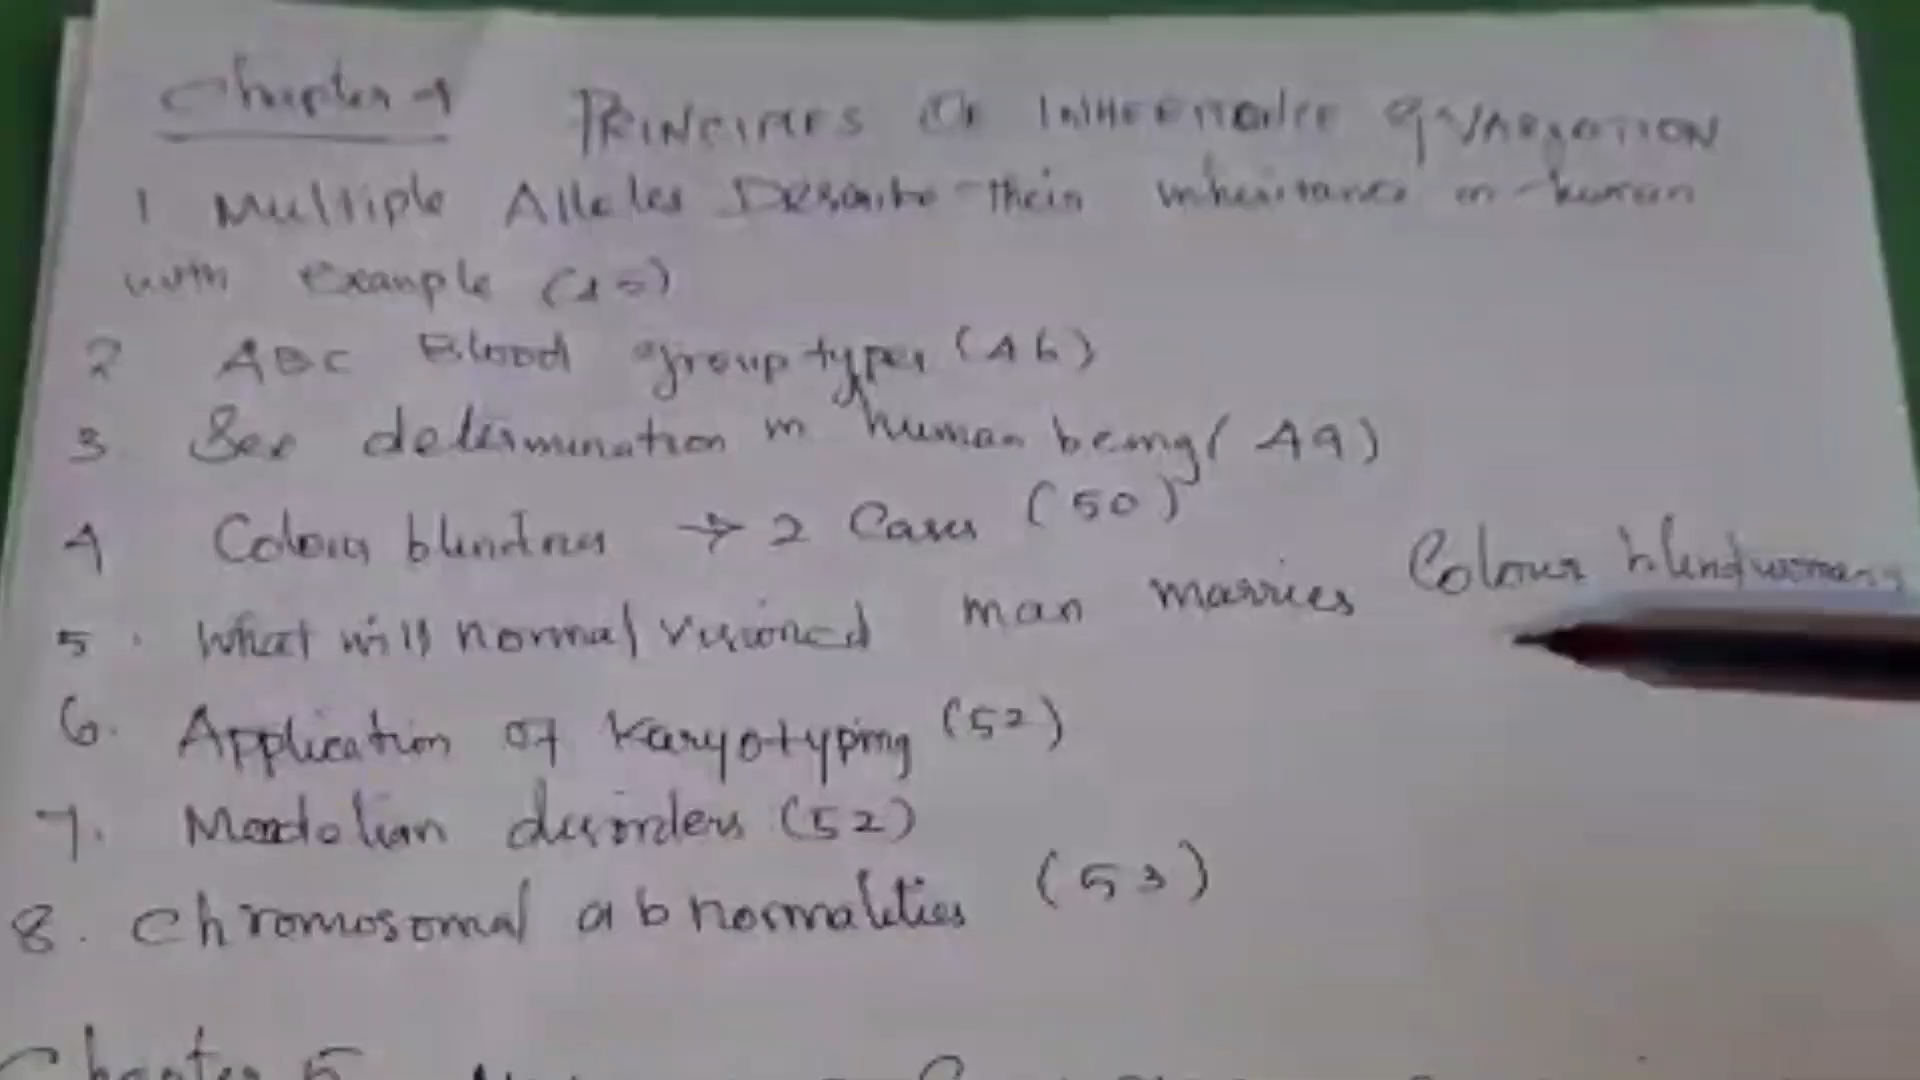 Chapter 4 PRINCIPLES OF INHERITANCE & VARIATION
1 Multiple Alleles Describe their inheritance in human
with example (45)
2 ABO Blood group types (46)
3. Sex determination in human being (49)
4 Colour blindness → 2 Cases (50)
5. What will normal visioned man marries Colour blind woman
6. Application of Karyotyping (52)
7. Mendelian disorders (52)
8. Chromosomal abnormalities (53)
Chapter 5